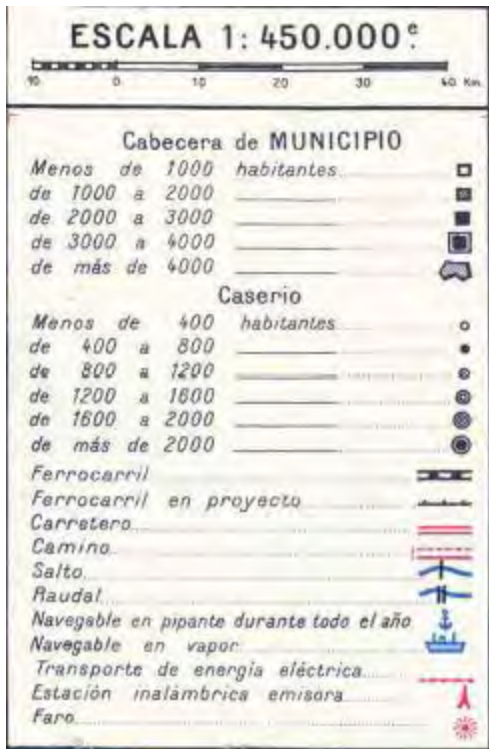 ESCALA 1: 450.000ᵉ.
10 0 10 20 30 40 Km.
Cabecera de MUNICIPIO
Menos de 1000 habitantes
de 1000 a 2000
de 2000 a 3000
de 3000 a 4000
de más de 4000
Caserio
Menos de 400 habitantes
de 400 a 800
de 800 a 1200
de 1200 a 1600
de 1600 a 2000
de más de 2000
Ferrocarril
Ferrocarril en proyecto
Carretero
Camino
Salto
Raudal
Navegable en pipante durante todo el año
Navegable en vapor
Transporte de energía eléctrica
Estación inalámbrica emisora
Faro